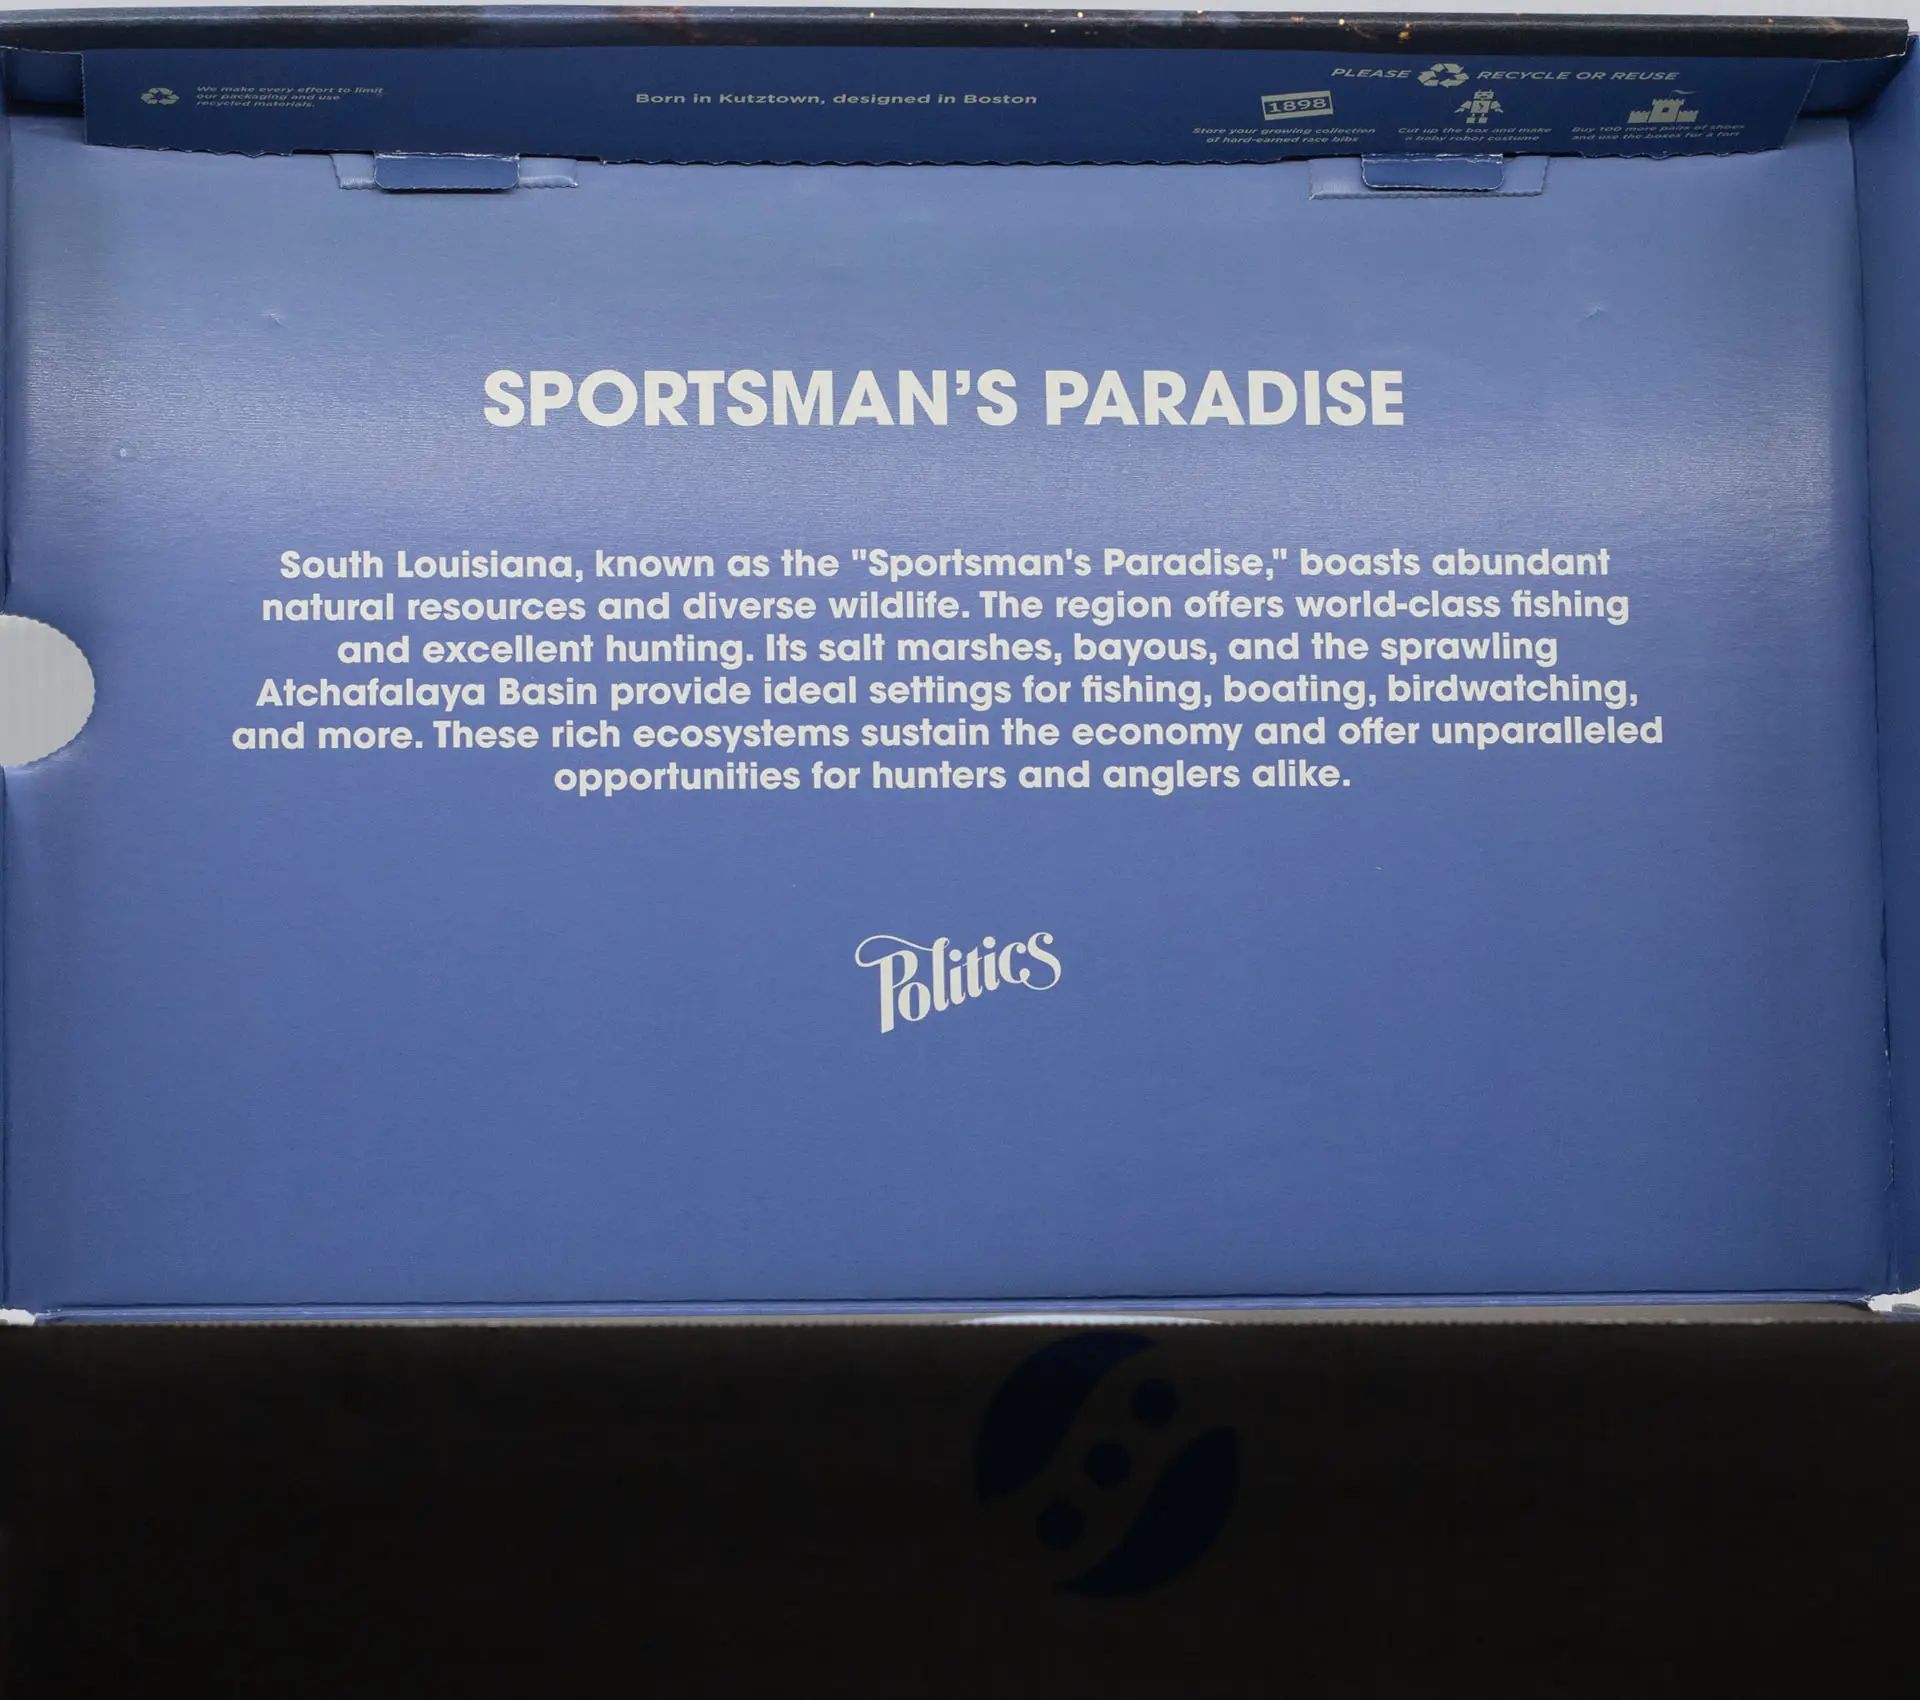 We make every effort to limit
our packaging and use
recycled materials.
Born in Kutztown, designed in Boston
PLEASE RECYCLE OR REUSE
1898
Store your growing collection
of hard-earned race bibs
Cut up the box and make
a baby robot costume
Buy 100 more pairs of shoes
and use the boxes for a fort
SPORTSMAN’S PARADISE
South Louisiana, known as the "Sportsman's Paradise," boasts abundant
natural resources and diverse wildlife. The region offers world-class fishing
and excellent hunting. Its salt marshes, bayous, and the sprawling
Atchafalaya Basin provide ideal settings for fishing, boating, birdwatching,
and more. These rich ecosystems sustain the economy and offer unparalleled
opportunities for hunters and anglers alike.
Politics